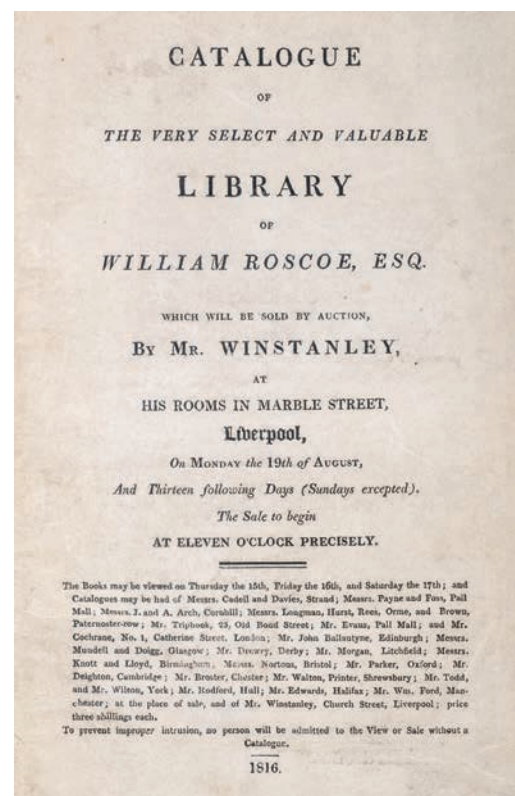 CATALOGUE
OF
THE VERY SELECT AND VALUABLE
LIBRARY
OF
WILLIAM ROSCOE, ESQ.
WHICH WILL BE SOLD BY AUCTION,
BY MR. WINSTANLEY,
AT
HIS ROOMS IN MARBLE STREET,
Liverpool,
On MONDAY the 19th of AUGUST,
And Thirteen following Days (Sundays excepted).
The Sale to begin
AT ELEVEN O'CLOCK PRECISELY.
The Books may be viewed on Thursday the 15th, Friday the 16th, and Saturday the 17th; and
Catalogues may be had of Messrs. Cadell and Davies, Strand; Messrs. Payne and Foss, Pall
Mall; Messrs. J. and A. Arch, Cornhill; Messrs. Longman, Hurst, Rees, Orme, and Brown,
Paternoster-row; Mr. Triphook, 23, Old Bond Street; Mr. Evans, Pall Mall; and Mr.
Cochrane, No. 1, Catherine Street, London; Mr. John Ballantyne, Edinburgh; Messrs.
Mundell and Doigg, Glasgow; Mr. Drewry, Derby; Mr. Morgan, Litchfield; Messrs.
Knott and Lloyd, Birmingham; Messrs. Nortons, Bristol; Mr. Parker, Oxford; Mr.
Deighton, Cambridge; Mr. Broster, Chester; Mr. Walton, Printer, Shrewsbury; Mr. Todd,
and Mr. Wilson, York; Mr. Rodford, Hull; Mr. Edwards, Halifax; Mr. Wm. Ford, Man-
chester; at the place of sale, and of Mr. Winstanley, Church Street, Liverpool; price
three shillings each.
To prevent improper intrusion, no person will be admitted to the View or Sale without a
Catalogue.
1816.